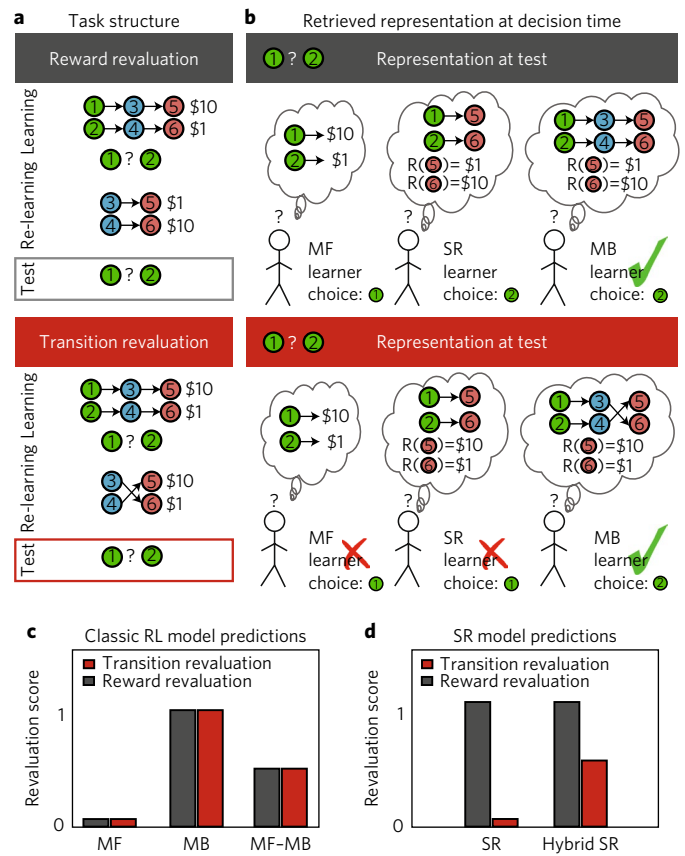 a Task structure
Reward revaluation
Learning
1 3 5 $10
2 4 6 $1
1 ? 2
Re-learning
3 5 $1
4 6 $10
Test
1 ? 2
Transition revaluation
Learning
1 3 5 $10
2 4 6 $1
1 ? 2
Re-learning
3 5 $10
4 6 $1
Test
1 ? 2
b Retrieved representation at decision time
1 ? 2 Representation at test
1 $10
2 $1
?
MF
learner
choice: 1
1 5
2 6
R(5)= $1
R(6)=$10
?
SR
learner
choice: 2
1 3 5
2 4 6
R(5)= $1
R(6)=$10
?
MB
learner
choice: 2
1 ? 2 Representation at test
1 $10
2 $1
?
MF
learner
choice: 1
1 5
2 6
R(5)=$10
R(6)=$1
?
SR
learner
choice: 1
1 3 5
2 4 6
R(5)=$10
R(6)=$1
?
MB
learner
choice: 2
c Classic RL model predictions
Transition revaluation
Reward revaluation
Revaluation score
1
0
MF MB MF–MB
d SR model predictions
Transition revaluation
Reward revaluation
Revaluation score
1
0
SR Hybrid SR